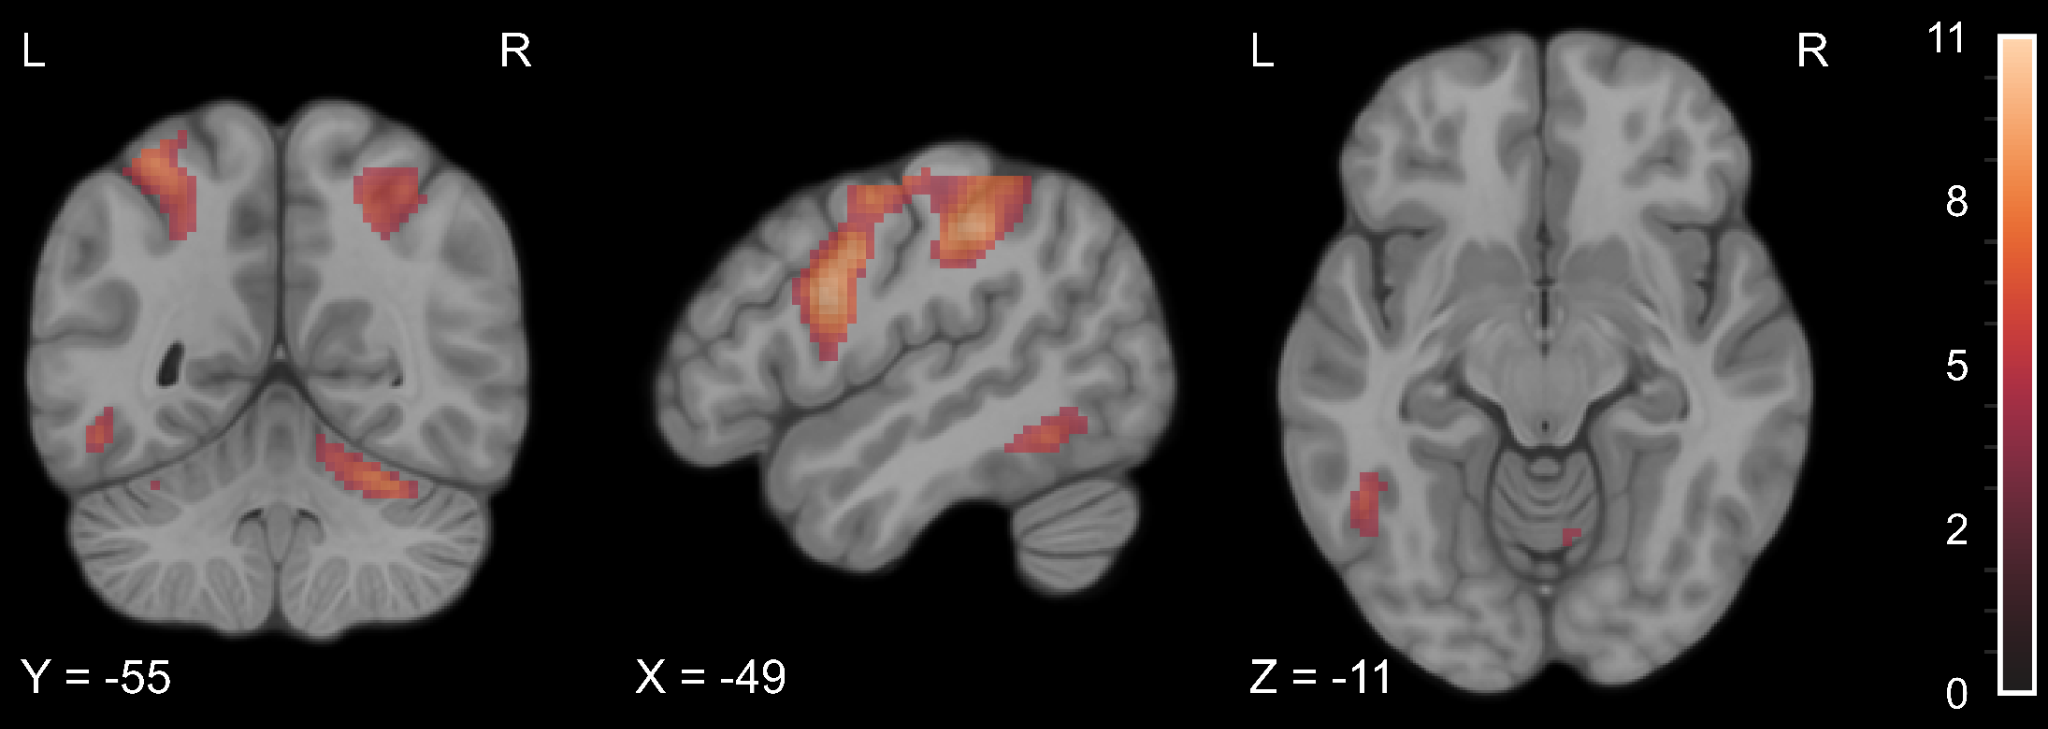 L R
L R
11
8
5
2
0
Y = -55
X = -49
Z = -11